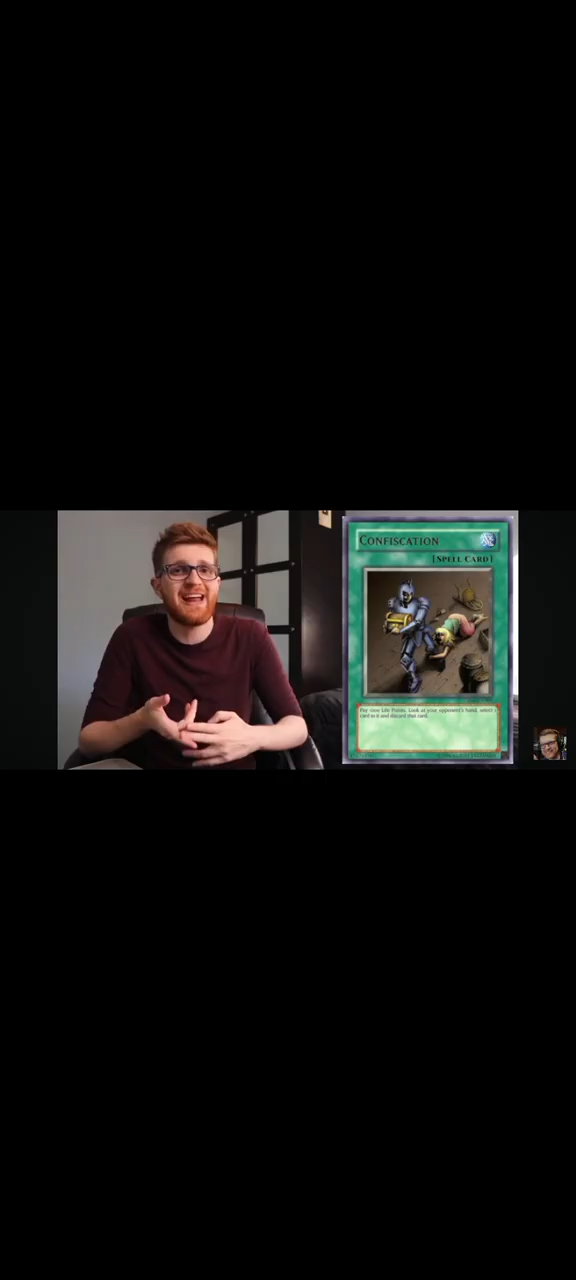 CONFISCATION
[SPELL CARD]
Pay 1000 Life Points. Look at your opponent's hand, select 1
card in it and discard that card.